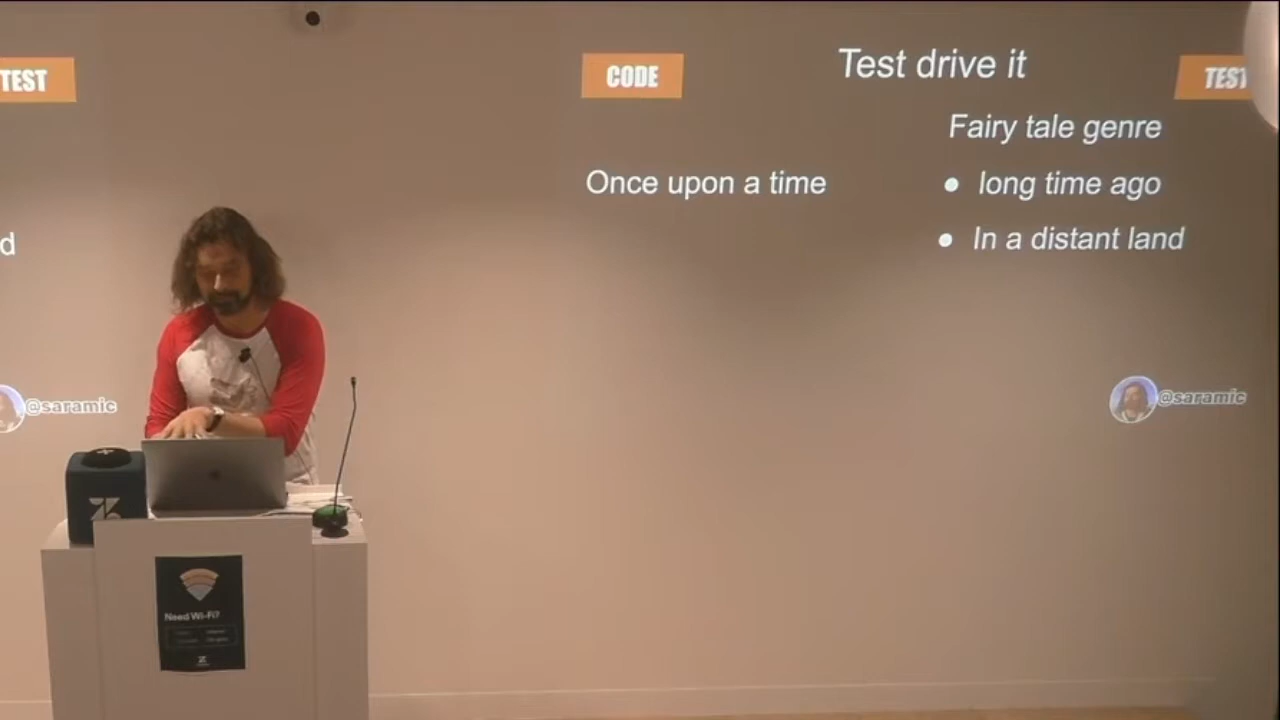 TEST
CODE
Test drive it
TEST
Fairy tale genre
Once upon a time
• long time ago
d
• In a distant land
@saramic
@saramic
Need Wi-Fi?